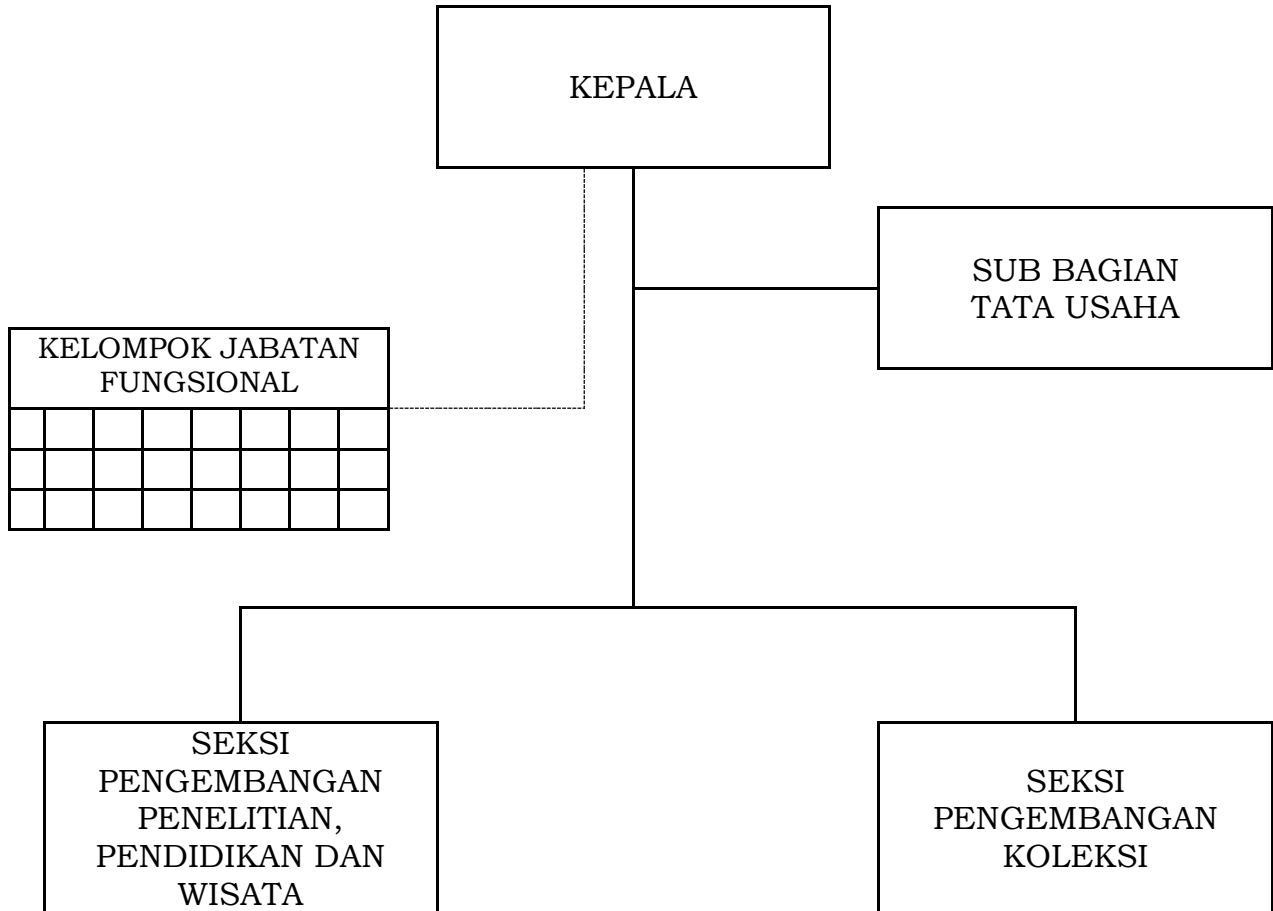 KEPALA
SUB BAGIAN
TATA USAHA
KELOMPOK JABATAN
FUNGSIONAL
SEKSI
PENGEMBANGAN
PENELITIAN,
PENDIDIKAN DAN
WISATA
SEKSI
PENGEMBANGAN
KOLEKSI